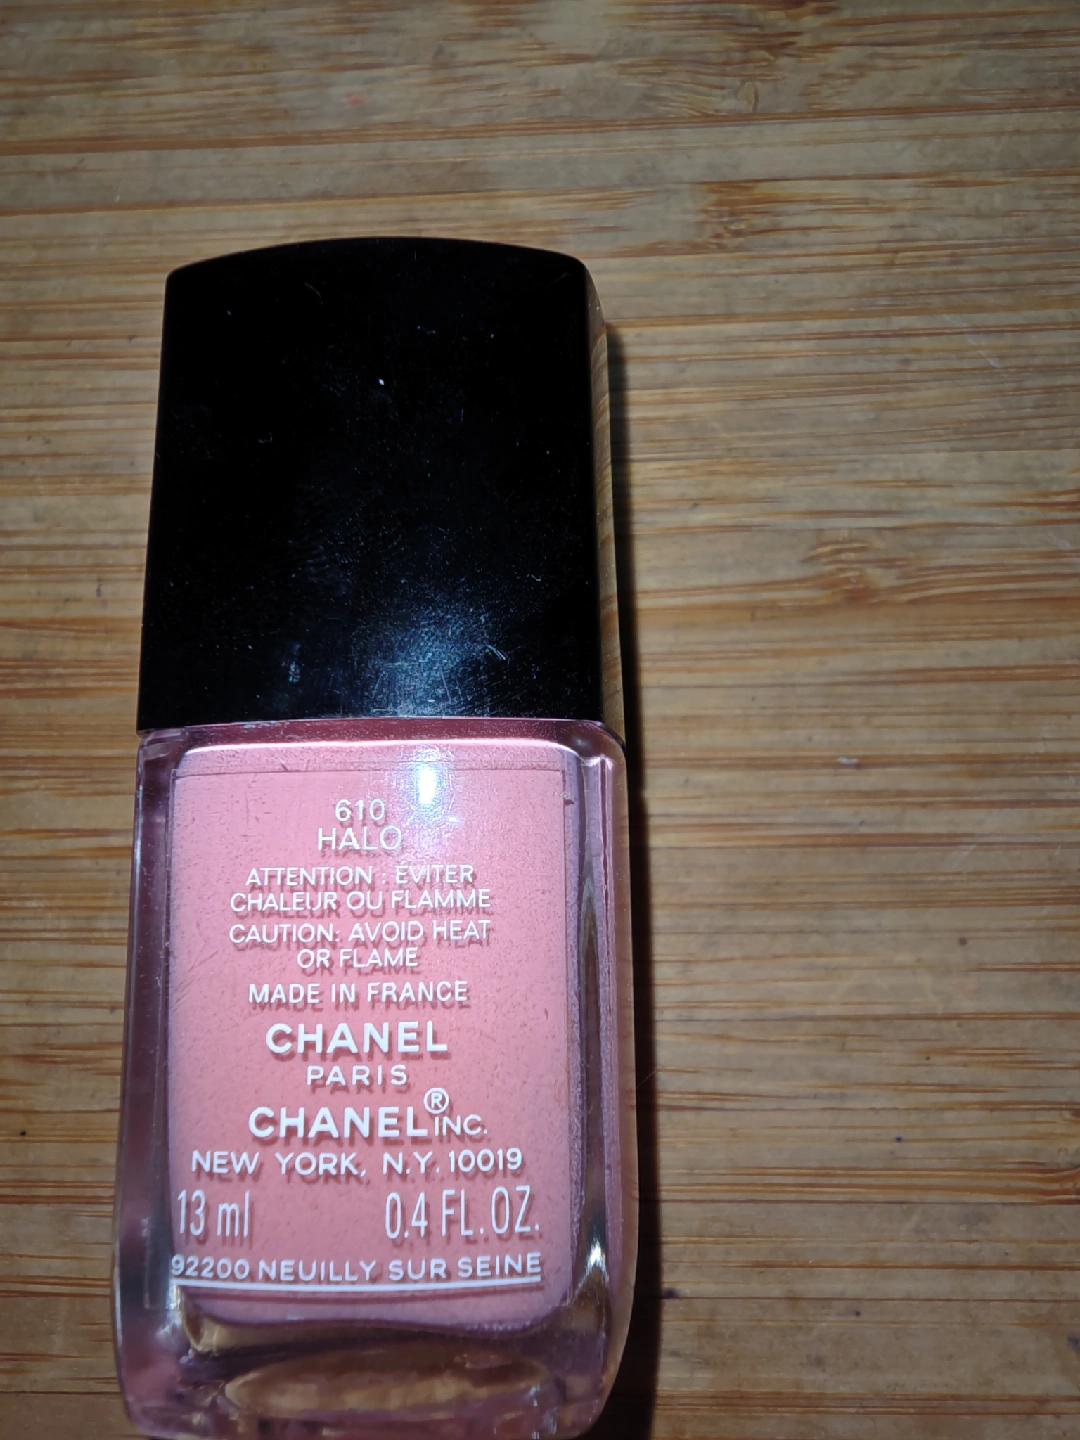 610
HALO
ATTENTION : ÉVITER
CHALEUR OU FLAMME
CAUTION: AVOID HEAT
OR FLAME
MADE IN FRANCE
CHANEL
PARIS
CHANEL® INC.
NEW YORK, N.Y. 10019
13 ml 0.4 FL.OZ.
92200 NEUILLY SUR SEINE